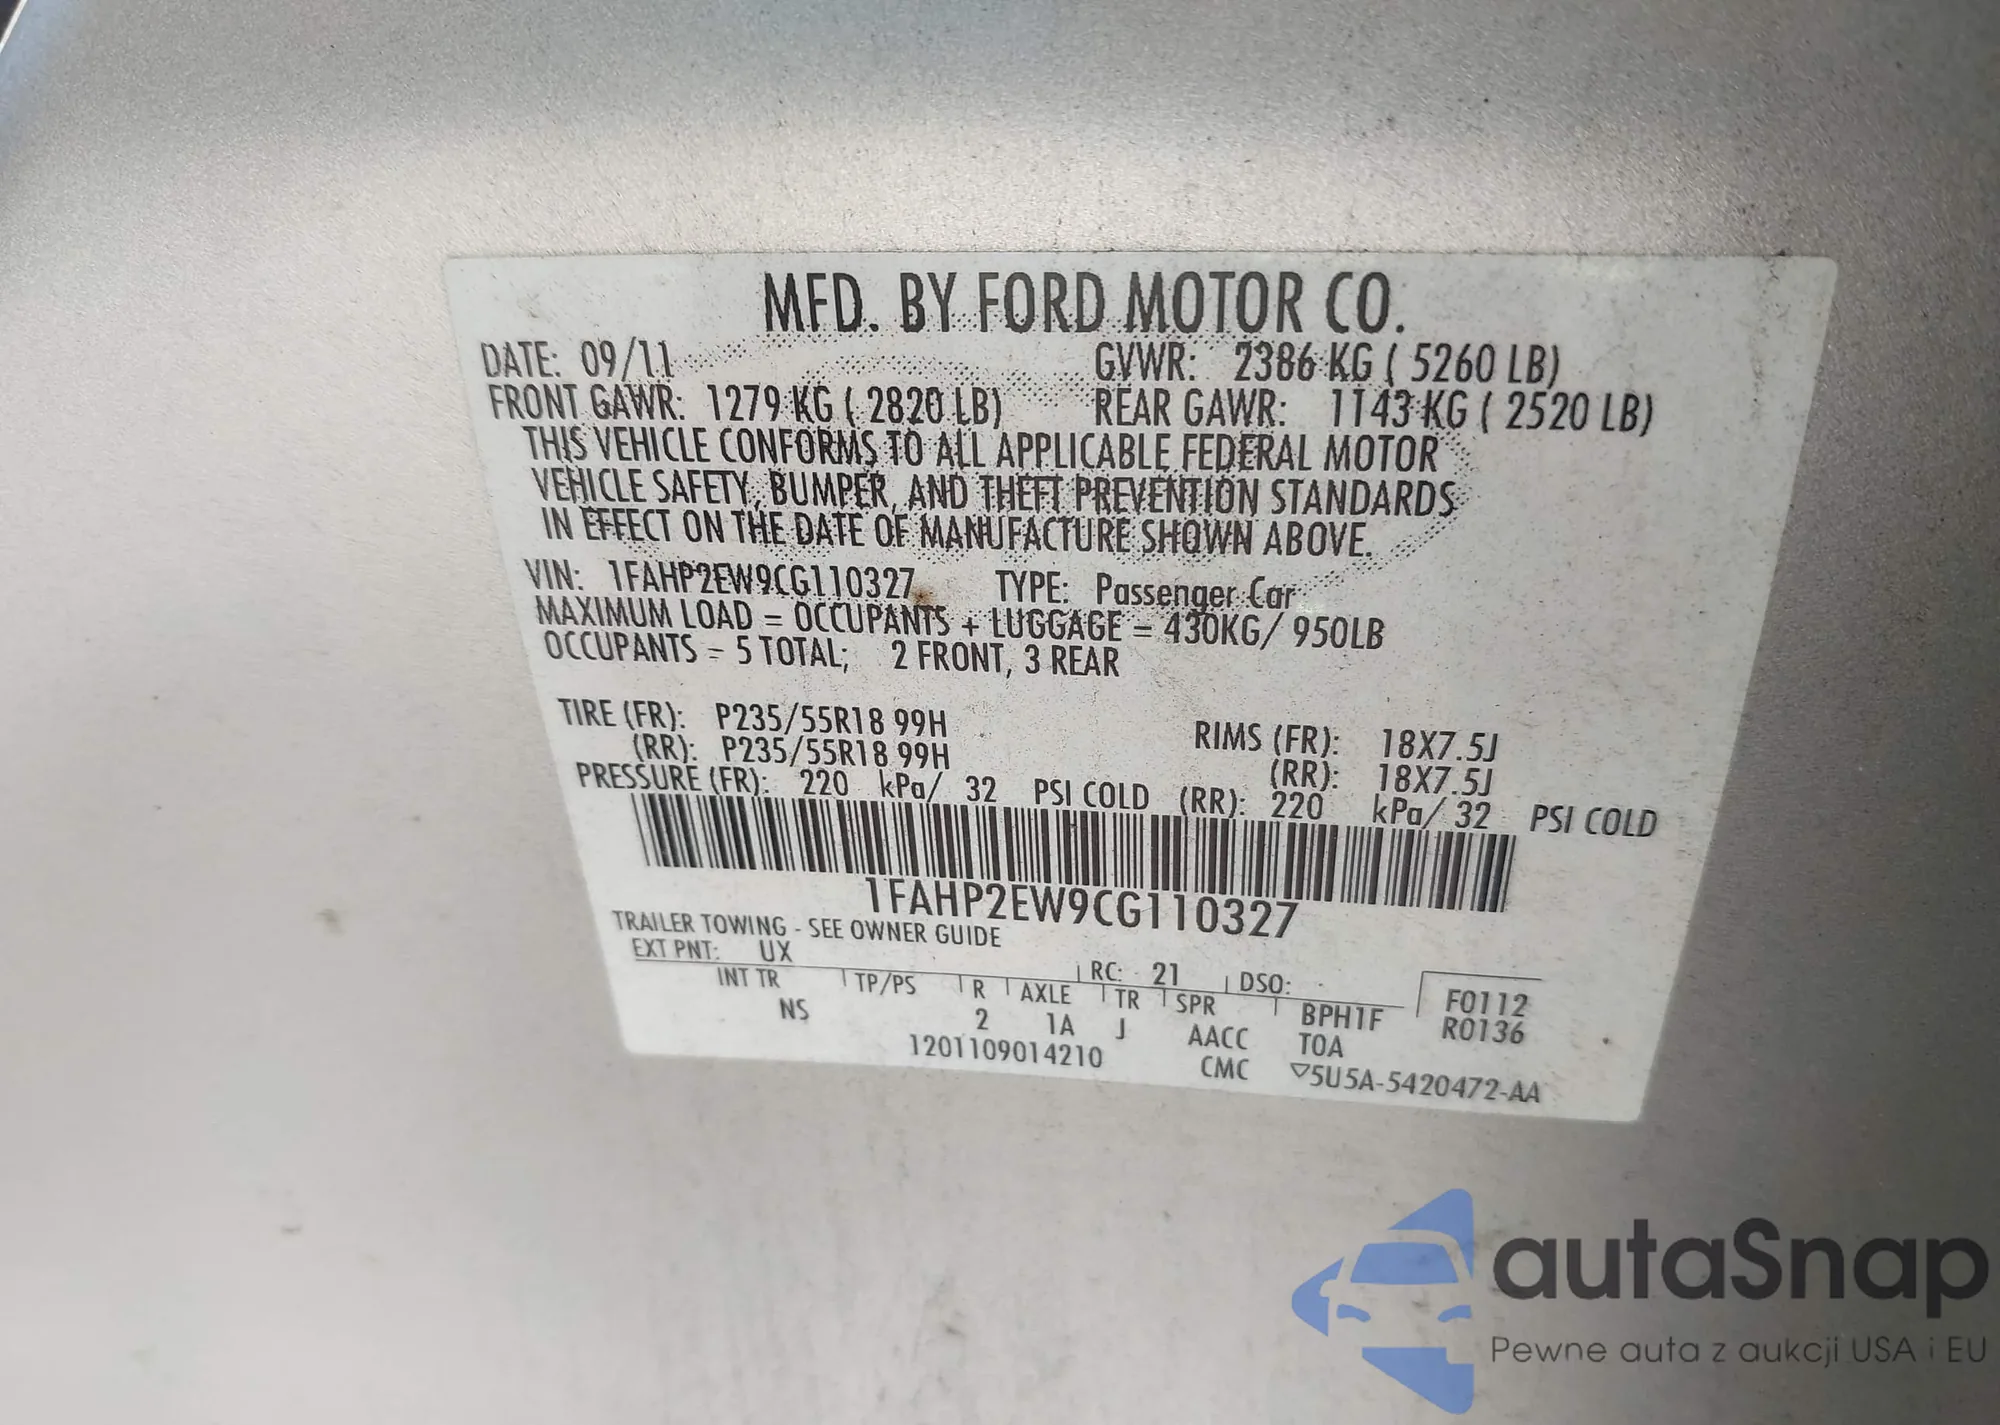 MFD. BY FORD MOTOR CO.
DATE: 09/11 GVWR: 2386 KG ( 5260 LB)
FRONT GAWR: 1279 KG ( 2820 LB) REAR GAWR: 1143 KG ( 2520 LB)
THIS VEHICLE CONFORMS TO ALL APPLICABLE FEDERAL MOTOR
VEHICLE SAFETY, BUMPER, AND THEFT PREVENTION STANDARDS
IN EFFECT ON THE DATE OF MANUFACTURE SHOWN ABOVE.
VIN: 1FAHP2EW9CG110327 TYPE: Passenger Car
MAXIMUM LOAD = OCCUPANTS + LUGGAGE = 430KG/ 950LB
OCCUPANTS = 5 TOTAL; 2 FRONT, 3 REAR
TIRE (FR): P235/55R18 99H RIMS (FR): 18X7.5J
(RR): P235/55R18 99H (RR): 18X7.5J
PRESSURE (FR): 220 kPa/ 32 PSI COLD (RR): 220 kPa/ 32 PSI COLD
1FAHP2EW9CG110327
TRAILER TOWING - SEE OWNER GUIDE
EXT PNT: UX RC: 21 DSO: F0112
INT TR TP/PS R AXLE TR SPR BPH1F R0136
NS 2 1A J AACC TOA
1201109014210 CMC ▽5U5A-5420472-AA
autaSnap
Pewne auta z aukcji USA i EU